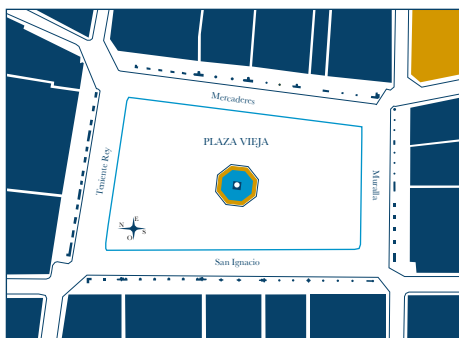 Mercaderes
PLAZA VIEJA
Teniente Rey
Muralla
E
N
S
O
San Ignacio